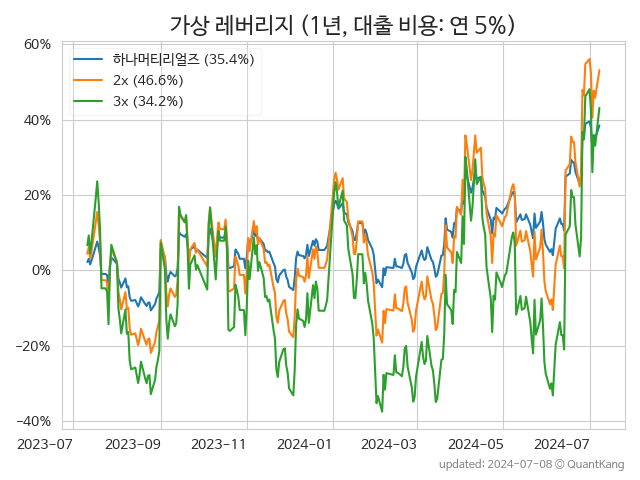 가상 레버리지 (1년, 대출 비용: 연 5%)
하나머티리얼즈 (35.4%)
2x (46.6%)
3x (34.2%)
60%
40%
20%
0%
−20%
−40%
2023-07 2023-09 2023-11 2024-01 2024-03 2024-05 2024-07
updated: 2024-07-08 ⓒ QuantKang